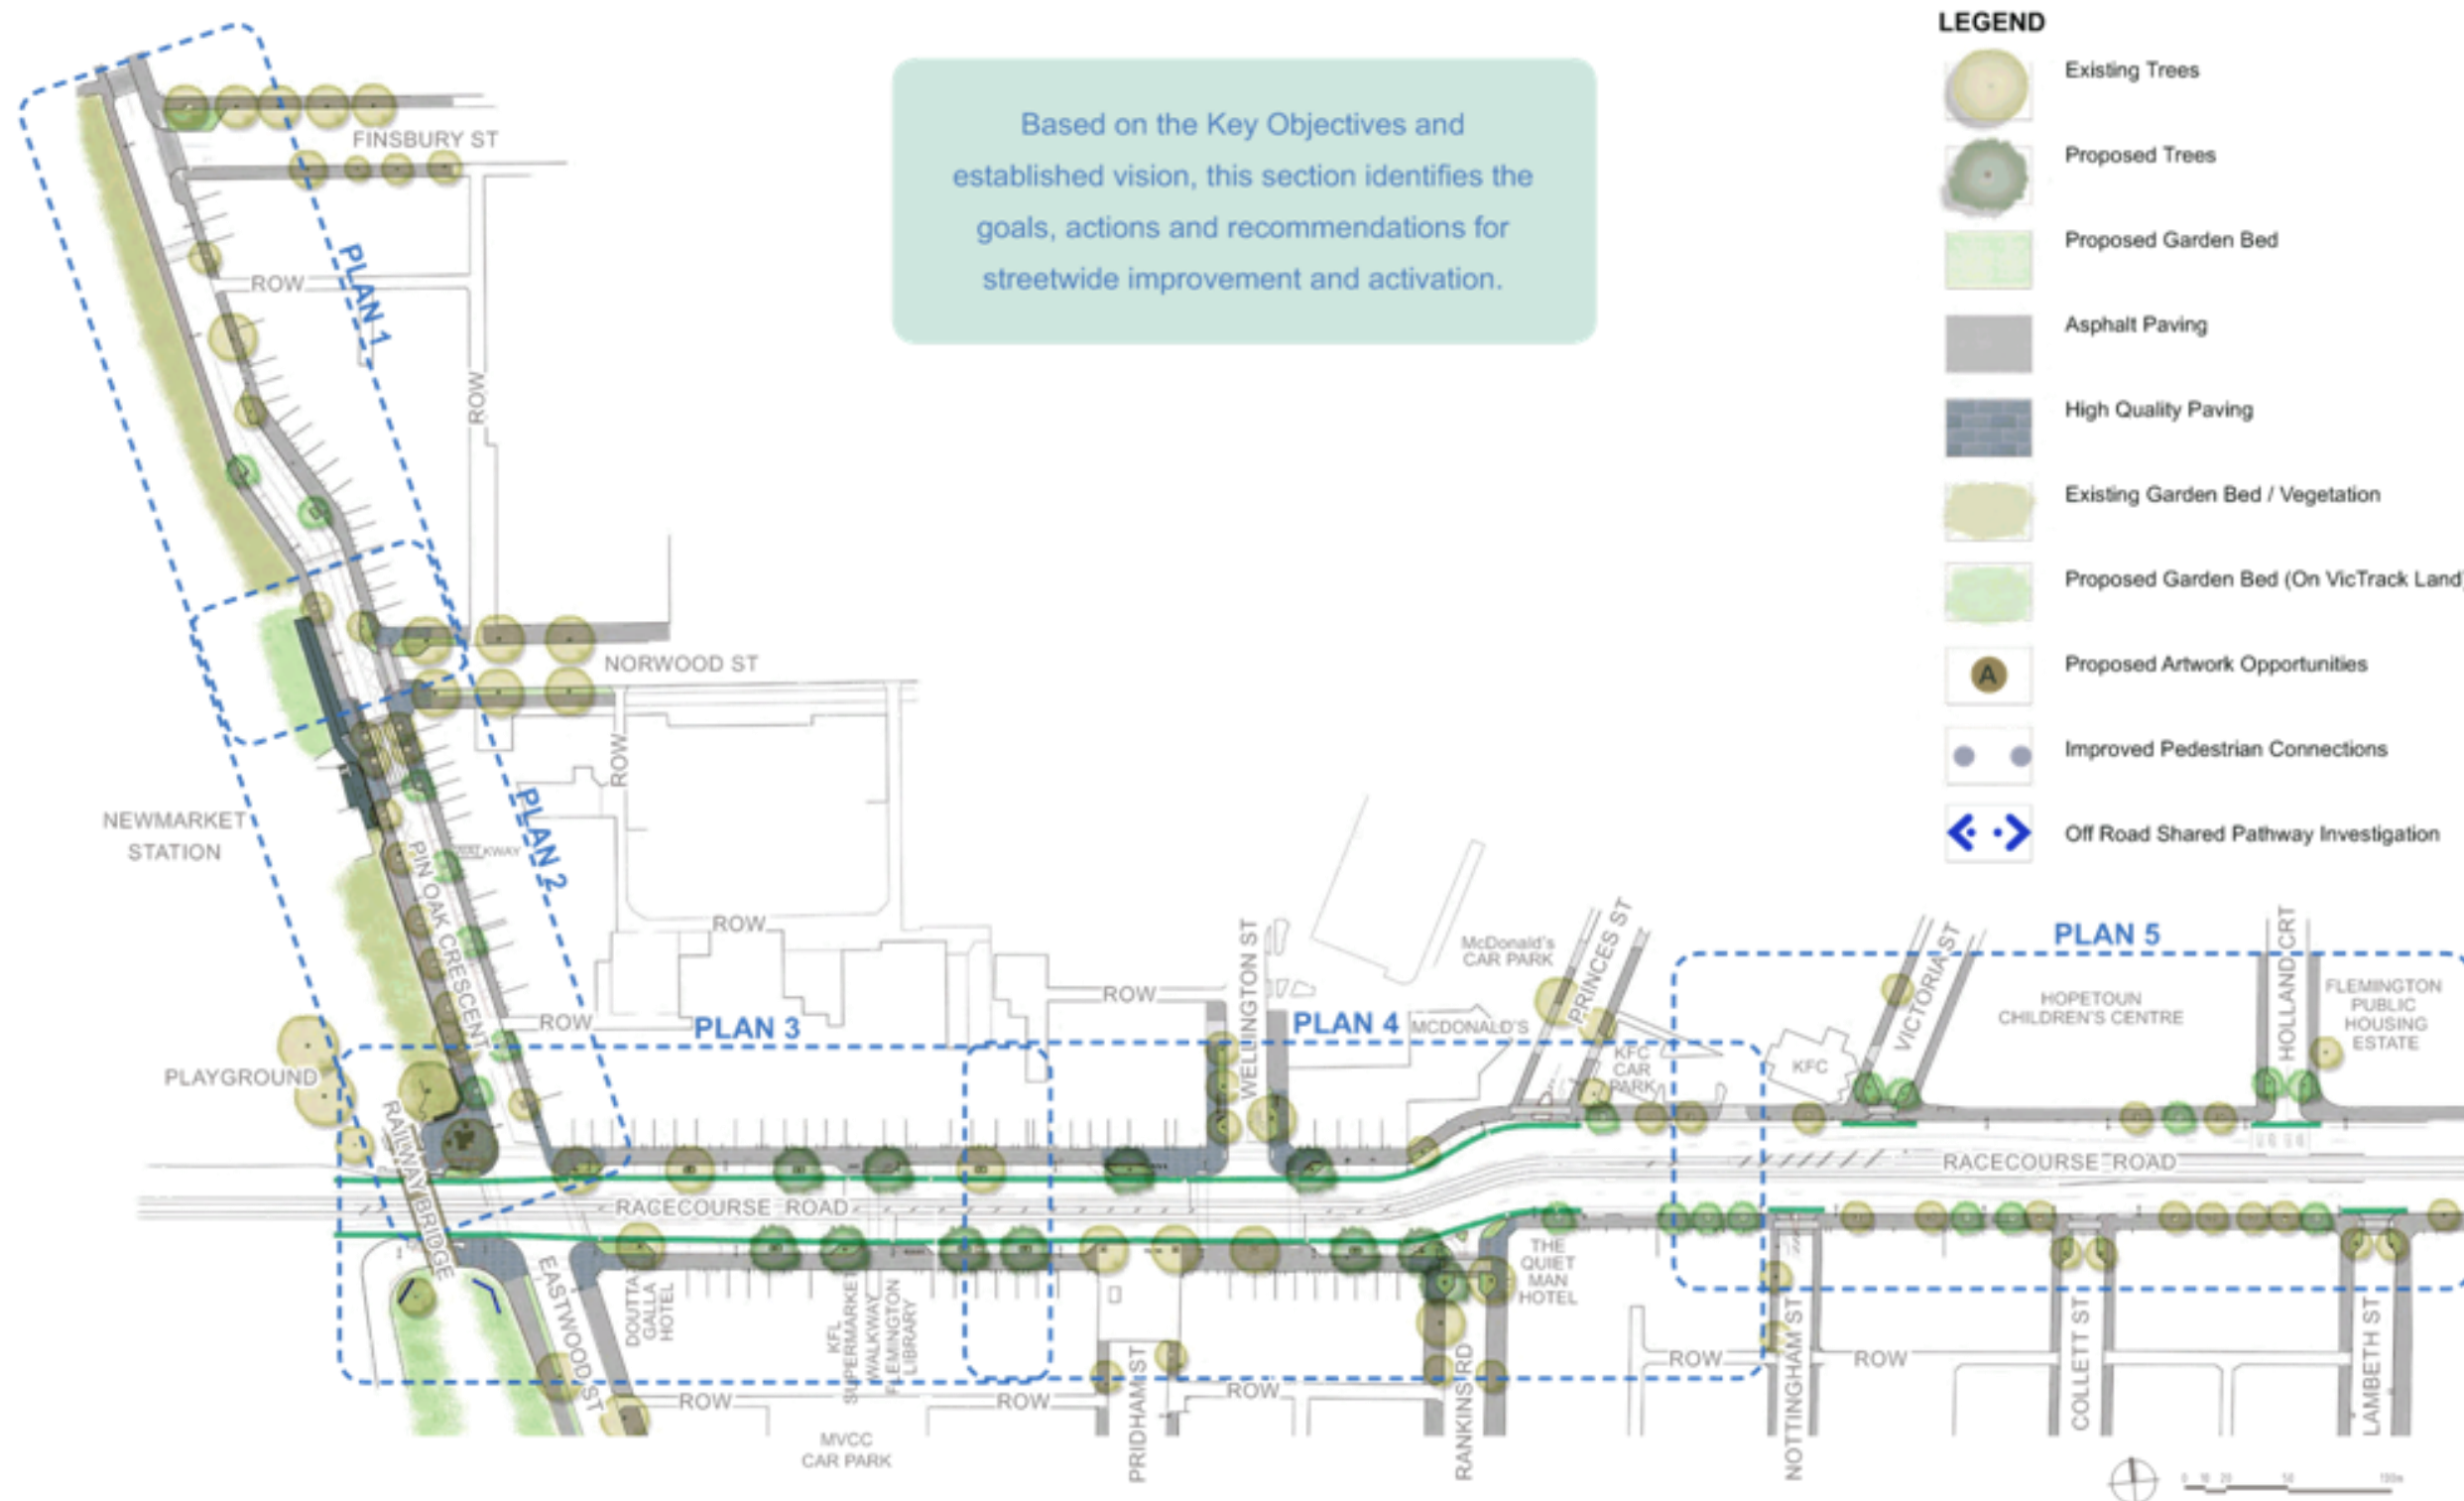 Based on the Key Objectives and
established vision, this section identifies the
goals, actions and recommendations for
streetwide improvement and activation.
LEGEND
Existing Trees
Proposed Trees
Proposed Garden Bed
Asphalt Paving
High Quality Paving
Existing Garden Bed / Vegetation
Proposed Garden Bed (On VicTrack Land)
A
Proposed Artwork Opportunities
Improved Pedestrian Connections
Off Road Shared Pathway Investigation
FINSBURY ST
PLAN 1
ROW
ROW
NORWOOD ST
ROW
NEWMARKET
STATION
PLAN 2
PIN OAK CRESCENT
ROW
ROW
PLAYGROUND
RAILWAY BRIDGE
PLAN 3
ROW
WELLINGTON ST
PLAN 4
McDonald's
CAR PARK
MCDONALD'S
PRINCES ST
KFC
CAR
PARK
KFC
VICTORIA ST
PLAN 5
HOPETOUN
CHILDREN'S CENTRE
HOLLAND CRT
FLEMINGTON
PUBLIC
HOUSING
ESTATE
RACECOURSE ROAD
RACECOURSE ROAD
EASTWOOD ST
DOUTTA
GALLA
HOTEL
KFL
SUPERMARKET
WALKWAY
FLEMINGTON
LIBRARY
THE
QUIET
MAN
HOTEL
ROW
ROW
ROW
ROW
ROW
MVCC
CAR PARK
PRIDHAM ST
RANKINS RD
NOTTINGHAM ST
COLLETT ST
LAMBETH ST
0 10 20 50 100m